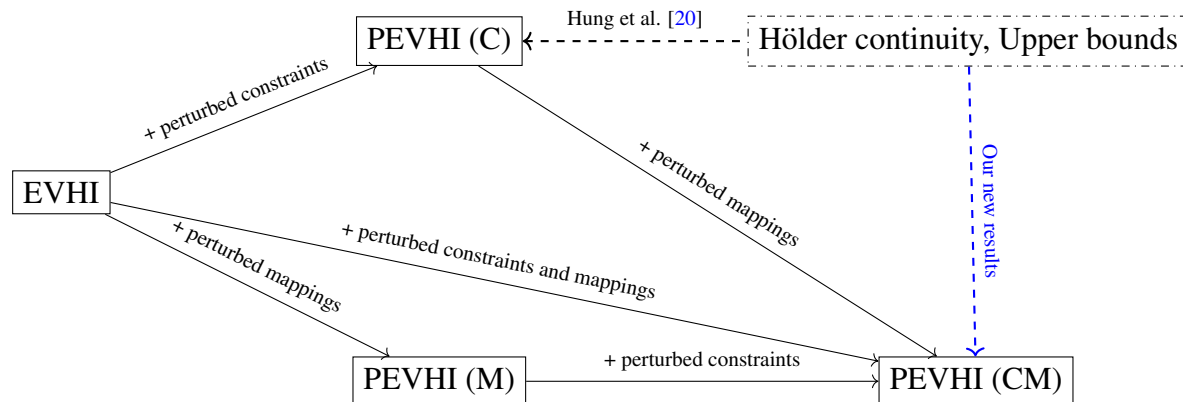 Hung et al. [20]
PEVHI (C)
Hölder continuity, Upper bounds
+ perturbed constraints
+ perturbed mappings
Our new results
EVHI
+ perturbed constraints and mappings
+ perturbed mappings
+ perturbed constraints
PEVHI (M)
PEVHI (CM)